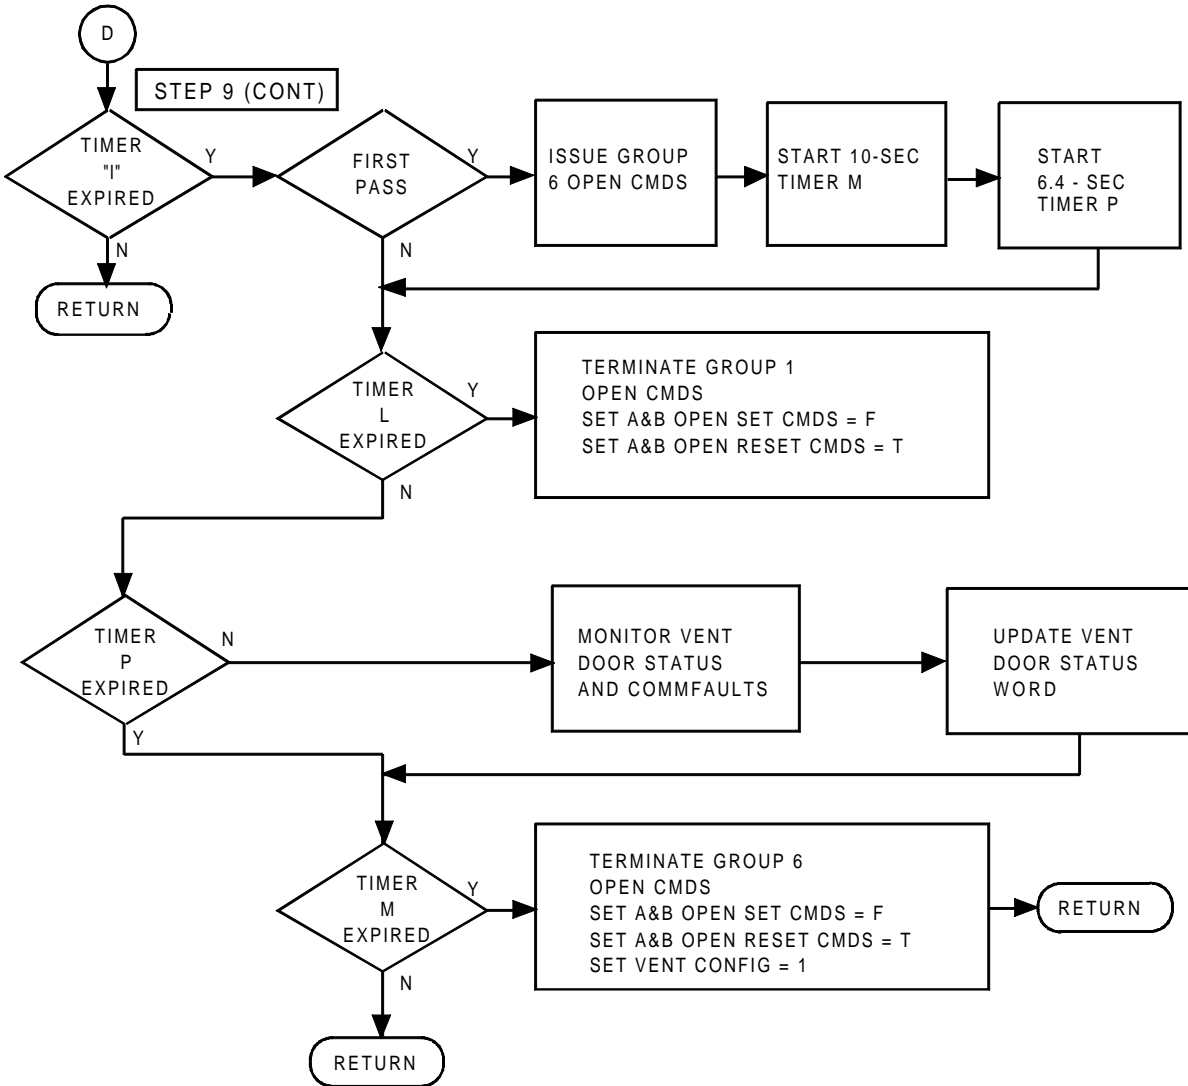 D
STEP 9 (CONT)
TIMER
"I"
EXPIRED
Y
N
RETURN
FIRST
PASS
Y
N
ISSUE GROUP
6 OPEN CMDS
START 10-SEC
TIMER M
START
6.4 - SEC
TIMER P
TIMER
L
EXPIRED
Y
N
TERMINATE GROUP 1
OPEN CMDS
SET A&B OPEN SET CMDS = F
SET A&B OPEN RESET CMDS = T
TIMER
P
EXPIRED
N
Y
MONITOR VENT
DOOR STATUS
AND COMMFAULTS
UPDATE VENT
DOOR STATUS
WORD
TIMER
M
EXPIRED
Y
N
TERMINATE GROUP 6
OPEN CMDS
SET A&B OPEN SET CMDS = F
SET A&B OPEN RESET CMDS = T
SET VENT CONFIG = 1
RETURN
RETURN